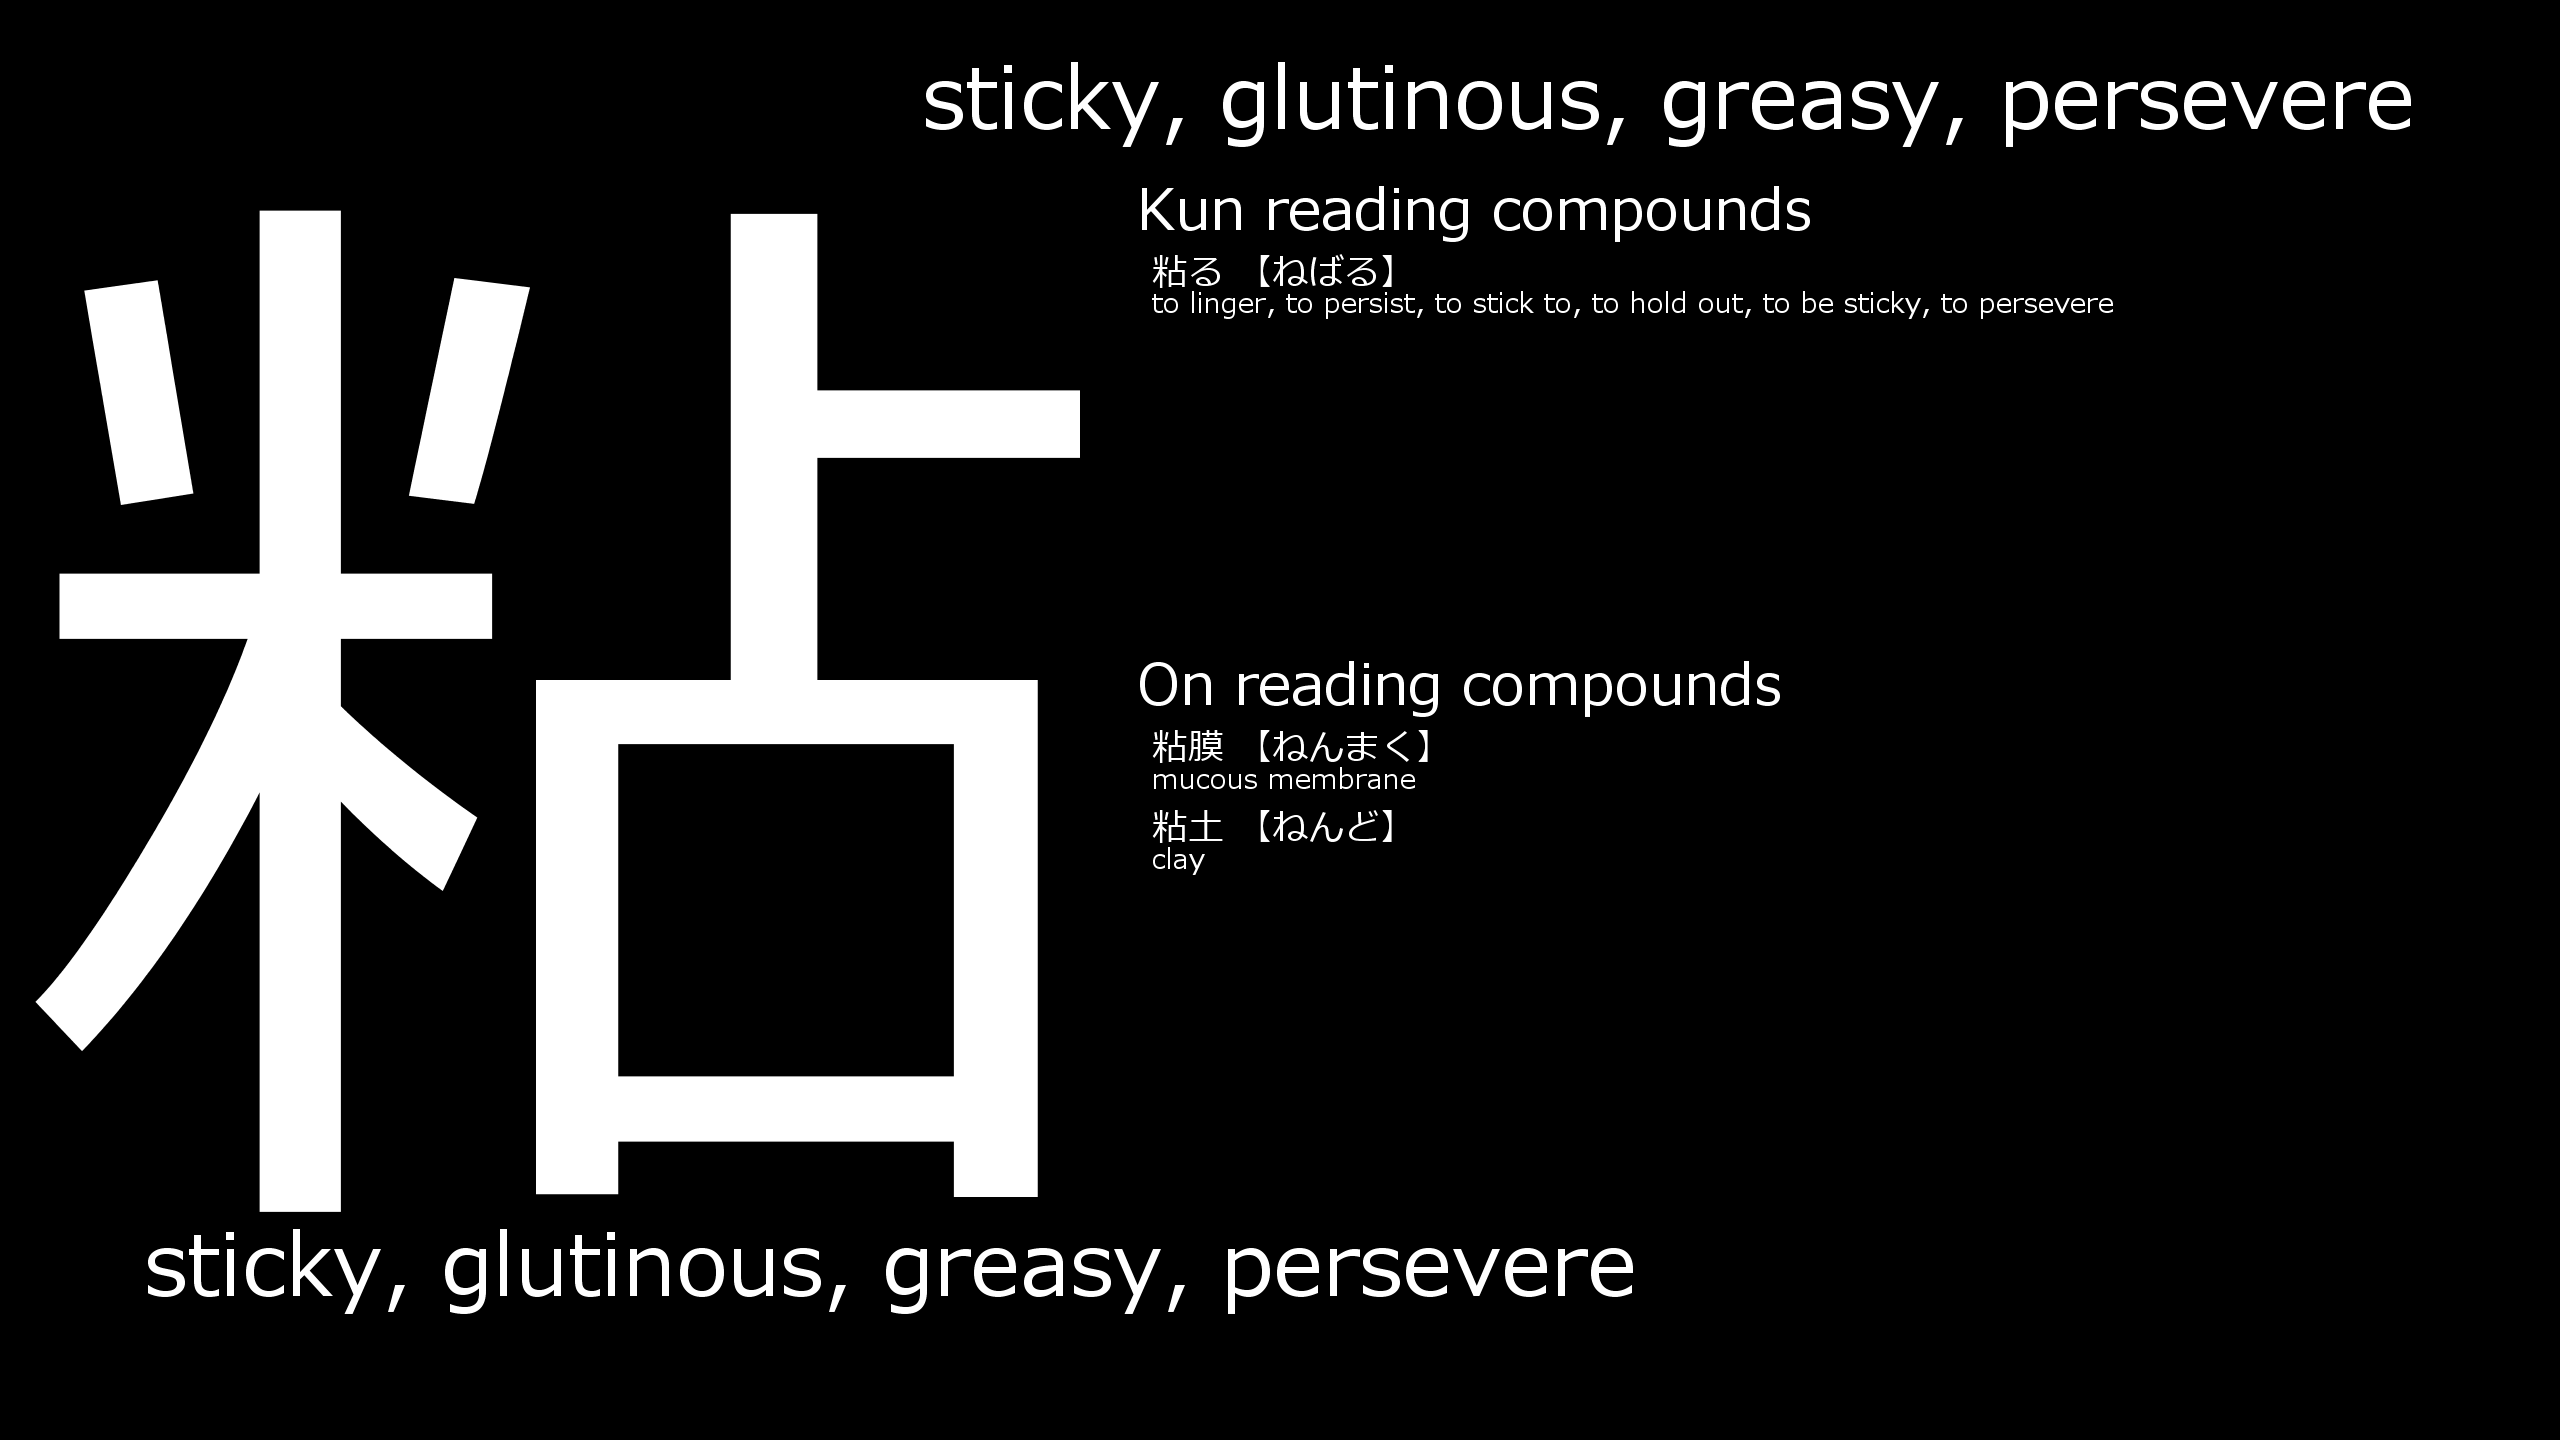 sticky, glutinous, greasy, persevere
粘
Kun reading compounds
粘る 【ねばる】
to linger, to persist, to stick to, to hold out, to be sticky, to persevere
On reading compounds
粘膜 【ねんまく】
mucous membrane
粘土 【ねんど】
clay
sticky, glutinous, greasy, persevere